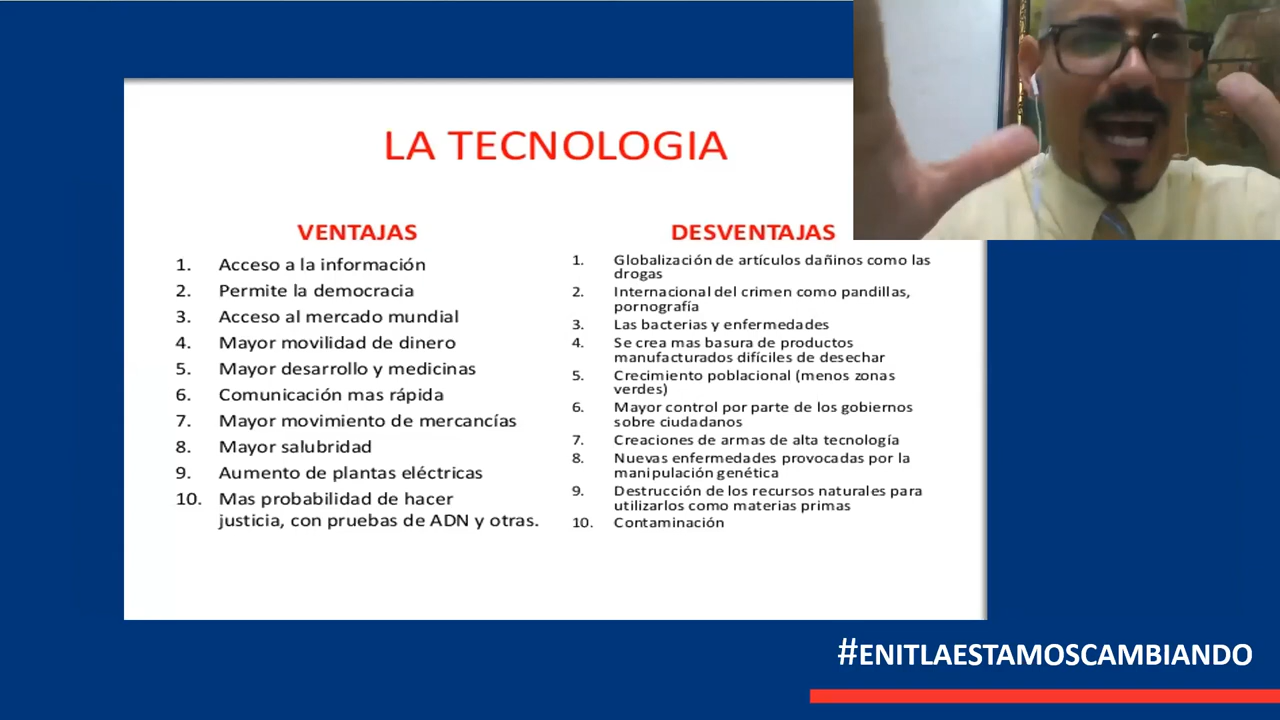 LA TECNOLOGIA
VENTAJAS
1. Acceso a la información
2. Permite la democracia
3. Acceso al mercado mundial
4. Mayor movilidad de dinero
5. Mayor desarrollo y medicinas
6. Comunicación mas rápida
7. Mayor movimiento de mercancías
8. Mayor salubridad
9. Aumento de plantas eléctricas
10. Mas probabilidad de hacer
justicia, con pruebas de ADN y otras.
DESVENTAJAS
1. Globalización de artículos dañinos como las
drogas
2. Internacional del crimen como pandillas,
pornografía
3. Las bacterias y enfermedades
4. Se crea mas basura de productos
manufacturados difíciles de desechar
5. Crecimiento poblacional (menos zonas
verdes)
6. Mayor control por parte de los gobiernos
sobre ciudadanos
7. Creaciones de armas de alta tecnología
8. Nuevas enfermedades provocadas por la
manipulación genética
9. Destrucción de los recursos naturales para
utilizarlos como materias primas
10. Contaminación
#ENITLAESTAMOSCAMBIANDO